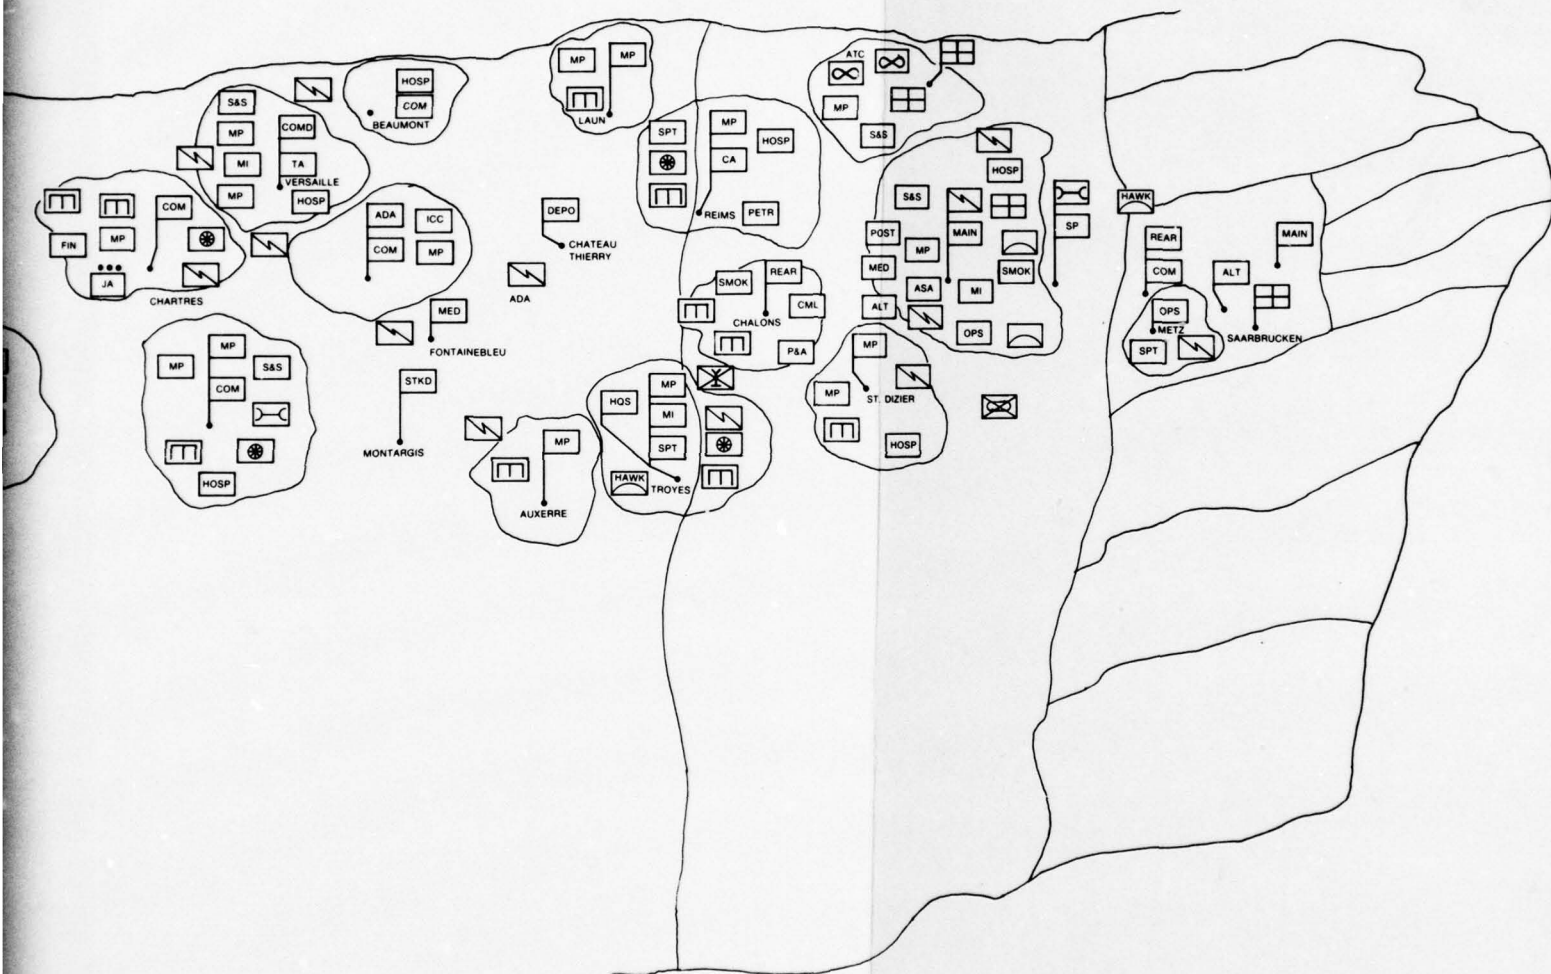 S&S
MP
MI
MP
COMD
TA
VERSAILLE
HOSP
HOSP
COM
BEAUMONT
COM
FIN
MP
JA
CHARTRES
ADA
COM
ICC
MP
MED
FONTAINEBLEU
MP
MP
COM
S&S
HOSP
STKD
MONTARGIS
DEPO
CHATEAU
THIERRY
ADA
MP
AUXERRE
MP
MP
LAUN
SPT
MP
CA
HOSP
REIMS
PETR
SMOK
REAR
CML
CHALONS
P&A
HQS
MP
MI
SPT
HAWK
TROYES
ATC
MP
S&S
HOSP
S&S
POST
MP
MAIN
MED
ASA
MI
SMOK
ALT
OPS
SP
MP
MP
ST. DIZIER
HOSP
HAWK
REAR
COM
OPS
METZ
SPT
ALT
MAIN
SAARBRUCKEN